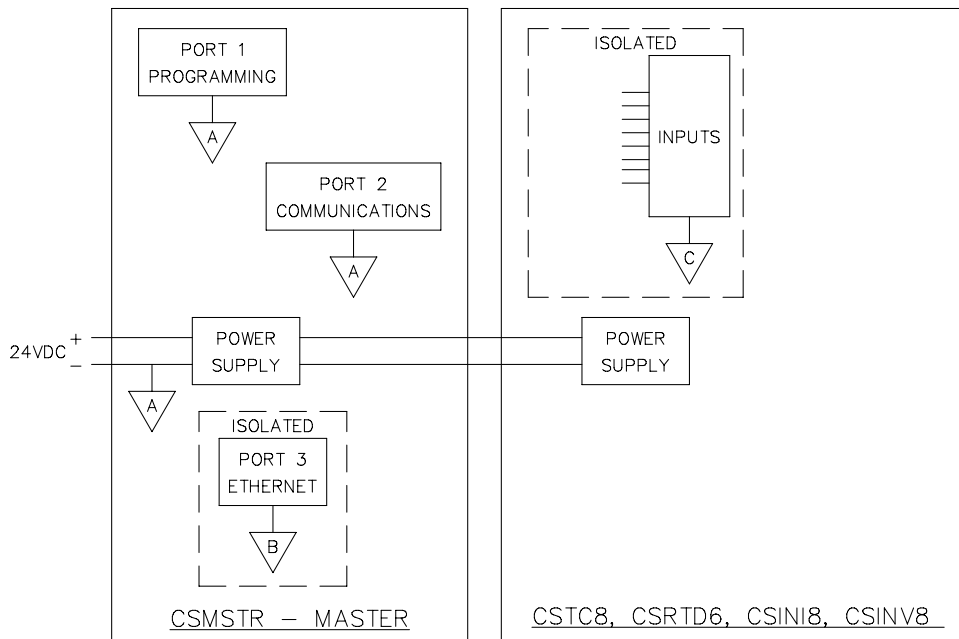 PORT 1
PROGRAMMING
A
PORT 2
COMMUNICATIONS
A
24VDC
+
−
POWER
SUPPLY
A
ISOLATED
PORT 3
ETHERNET
B
CSMSTR − MASTER
ISOLATED
INPUTS
C
POWER
SUPPLY
CSTC8, CSRTD6, CSINI8, CSINV8